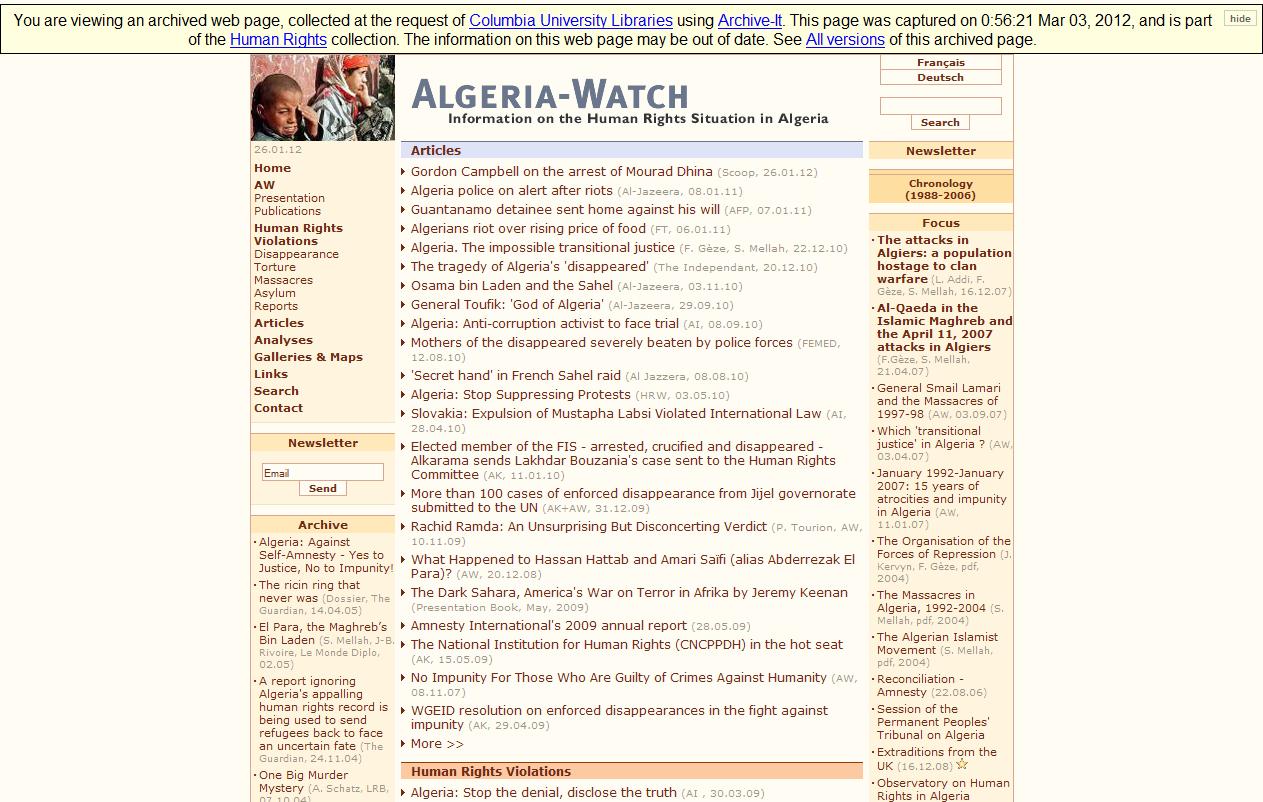 You are viewing an archived web page, collected at the request of Columbia University Libraries using Archive-It. This page was captured on 0:56:21 Mar 03, 2012, and is part
of the Human Rights collection. The information on this web page may be out of date. See All versions of this archived page.
hide
26.01.12
Home
AW
Presentation
Publications
Human Rights
Violations
Disappearance
Torture
Massacres
Asylum
Reports
Articles
Analyses
Galleries & Maps
Links
Search
Contact
Newsletter
Email
Send
Archive
Algeria: Against
Self-Amnesty - Yes to
Justice, No to Impunity!
The ricin ring that
never was (Dossier, The
Guardian, 14.04.05)
El Para, the Maghreb’s
Bin Laden (S. Mellah, J-B.
Rivoire, Le Monde Diplo,
02.05)
A report ignoring
Algeria's appalling
human rights record is
being used to send
refugees back to face
an uncertain fate (The
Guardian, 24.11.04)
One Big Murder
Mystery (A. Schatz, LRB,
07.10.04)
ALGERIA-WATCH
Information on the Human Rights Situation in Algeria
Articles
Gordon Campbell on the arrest of Mourad Dhina (Scoop, 26.01.12)
Algeria police on alert after riots (Al-Jazeera, 08.01.11)
Guantanamo detainee sent home against his will (AFP, 07.01.11)
Algerians riot over rising price of food (FT, 06.01.11)
Algeria. The impossible transitional justice (F. Gèze, S. Mellah, 22.12.10)
The tragedy of Algeria's 'disappeared' (The Independant, 20.12.10)
Osama bin Laden and the Sahel (Al-Jazeera, 03.11.10)
General Toufik: 'God of Algeria' (Al-Jazeera, 29.09.10)
Algeria: Anti-corruption activist to face trial (AI, 08.09.10)
Mothers of the disappeared severely beaten by police forces (FEMED,
12.08.10)
'Secret hand' in French Sahel raid (Al Jazzera, 08.08.10)
Algeria: Stop Suppressing Protests (HRW, 03.05.10)
Slovakia: Expulsion of Mustapha Labsi Violated International Law (AI,
28.04.10)
Elected member of the FIS - arrested, crucified and disappeared -
Alkarama sends Lakhdar Bouzania's case sent to the Human Rights
Committee (AK, 11.01.10)
More than 100 cases of enforced disappearance from Jijel governorate
submitted to the UN (AK+AW, 31.12.09)
Rachid Ramda: An Unsurprising But Disconcerting Verdict (P. Tourion, AW,
10.11.09)
What Happened to Hassan Hattab and Amari Saïfi (alias Abderrezak El
Para)? (AW, 20.12.08)
The Dark Sahara, America's War on Terror in Afrika by Jeremy Keenan
(Presentation Book, May, 2009)
Amnesty International's 2009 annual report (28.05.09)
The National Institution for Human Rights (CNCPPDH) in the hot seat
(AK, 15.05.09)
No Impunity For Those Who Are Guilty of Crimes Against Humanity (AW,
08.11.07)
WGEID resolution on enforced disappearances in the fight against
impunity (AK, 29.04.09)
More >>
Human Rights Violations
Algeria: Stop the denial, disclose the truth (AI , 30.03.09)
Français
Deutsch
Search
Newsletter
Chronology
(1988-2006)
Focus
The attacks in
Algiers: a population
hostage to clan
warfare (L. Addi, F.
Gèze, S. Mellah, 16.12.07)
Al-Qaeda in the
Islamic Maghreb and
the April 11, 2007
attacks in Algiers
(F.Gèze, S. Mellah,
21.04.07)
General Smail Lamari
and the Massacres of
1997-98 (AW, 03.09.07)
Which 'transitional
justice' in Algeria ? (AW,
03.04.07)
January 1992-January
2007: 15 years of
atrocities and impunity
in Algeria (AW,
11.01.07)
The Organisation of the
Forces of Repression (J.
Kervyn, F. Gèze, pdf,
2004)
The Massacres in
Algeria, 1992-2004 (S.
Mellah, pdf, 2004)
The Algerian Islamist
Movement (S. Mellah,
pdf, 2004)
Reconciliation -
Amnesty (22.08.06)
Session of the
Permanent Peoples'
Tribunal on Algeria
Extraditions from the
UK (16.12.08)
Observatory on Human
Rights in Algeria